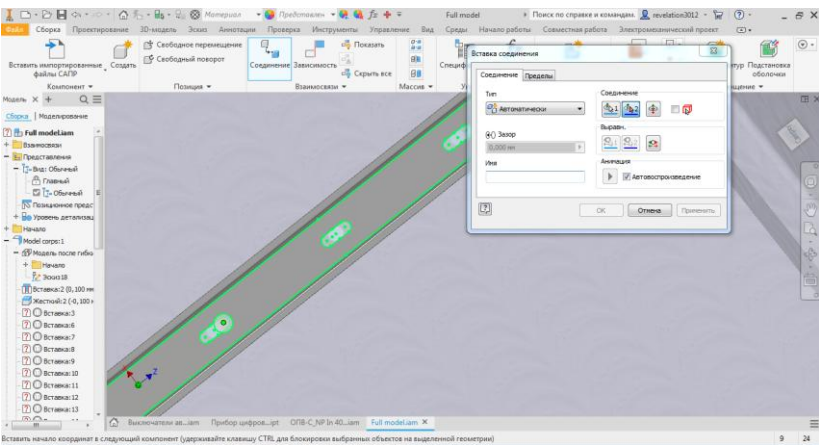 Материал
Представлен
Full model
Поиск по справке и командам
revelation3012
Файл
Сборка
Проектирование
3D-модель
Эскиз
Аннотации
Проверка
Инструменты
Управление
Вид
Среды
Начало работы
Совместная работа
Электромеханический проект
Вставить импортированные файлы САПР
Создать
Свободное перемещение
Свободный поворот
Соединение
Зависимость
Показать
Скрыть все
Подстановка оболочки
Компонент
Позиция
Взаимосвязи
Массив
Модель
Сборка
Моделирование
Full model.iam
Взаимосвязи
Представления
Вид: Обычный
Главный
Обычный
Позиционное предс
Уровень детализац
Начало
Model corps:1
Модель после гибк
Начало
Эскиз18
Вставка:2 (0,100 мм
Жесткий:2 (-0,100 м
Вставка:3
Вставка:6
Вставка:7
Вставка:8
Вставка:9
Вставка:10
Вставка:11
Вставка:12
Вставка:13
Вставка соединения
Соединение
Пределы
Тип
Автоматически
Зазор
0,000 мм
Имя
Соединение
1
2
Выравн.
Анимация
Автовоспроизведение
OK
Отмена
Применить
Z
Выключатели ав...iam
Прибор цифров...ipt
ОПВ-С_NP In 40...iam
Full model.iam
Вставить начало координат в следующий компонент (удерживайте клавишу CTRL для блокировки выбранных объектов на выделенной геометрии)
9
24